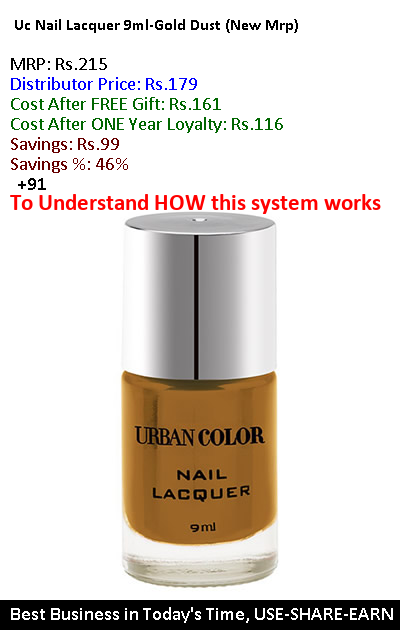 Uc Nail Lacquer 9ml-Gold Dust (New Mrp)
MRP: Rs.215
Distributor Price: Rs.179
Cost After FREE Gift: Rs.161
Cost After ONE Year Loyalty: Rs.116
Savings: Rs.99
Savings %: 46%
+91
To Understand HOW this system works
URBAN COLOR
NAIL
LACQUER
9ml
Best Business in Today's Time, USE-SHARE-EARN